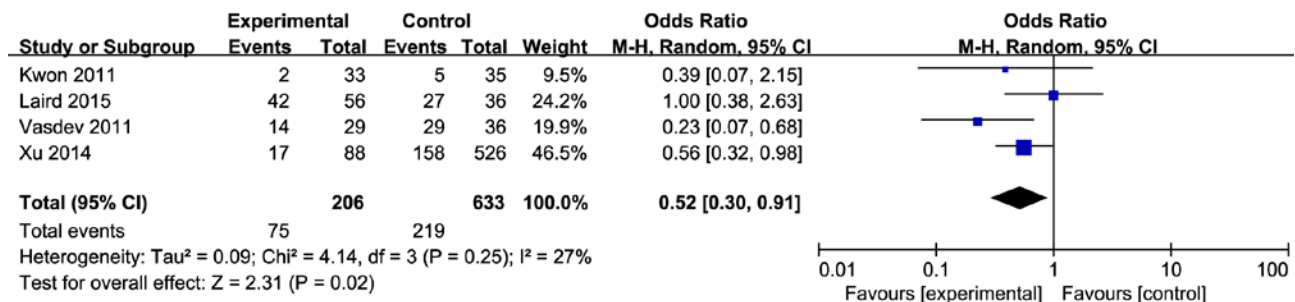 Experimental Control Odds Ratio Odds Ratio
Study or Subgroup Events Total Events Total Weight M-H, Random, 95% CI M-H, Random, 95% CI
Kwon 2011 2 33 5 35 9.5% 0.39 [0.07, 2.15]
Laird 2015 42 56 27 36 24.2% 1.00 [0.38, 2.63]
Vasdev 2011 14 29 29 36 19.9% 0.23 [0.07, 0.68]
Xu 2014 17 88 158 526 46.5% 0.56 [0.32, 0.98]
Total (95% CI) 206 633 100.0% 0.52 [0.30, 0.91]
Total events 75 219
Heterogeneity: Tau² = 0.09; Chi² = 4.14, df = 3 (P = 0.25); I² = 27%
Test for overall effect: Z = 2.31 (P = 0.02)
0.01 0.1 1 10 100
Favours [experimental] Favours [control]